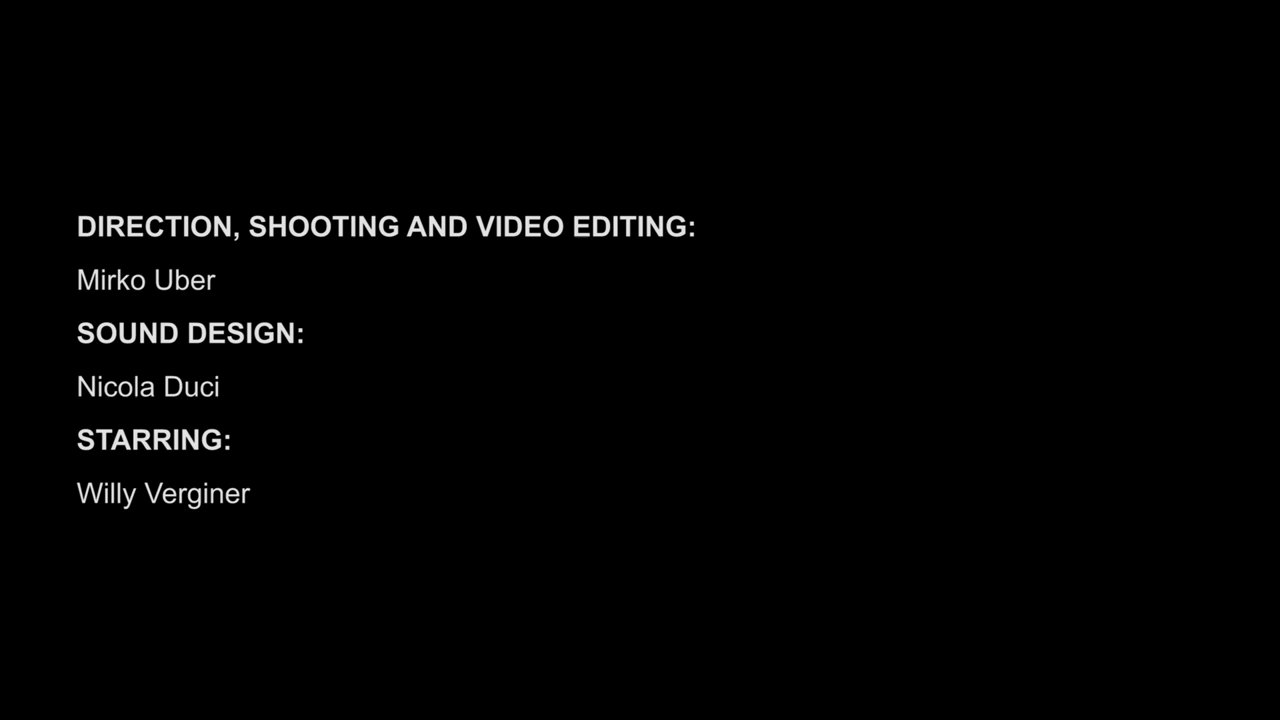 DIRECTION, SHOOTING AND VIDEO EDITING:
Mirko Uber
SOUND DESIGN:
Nicola Duci
STARRING:
Willy Verginer